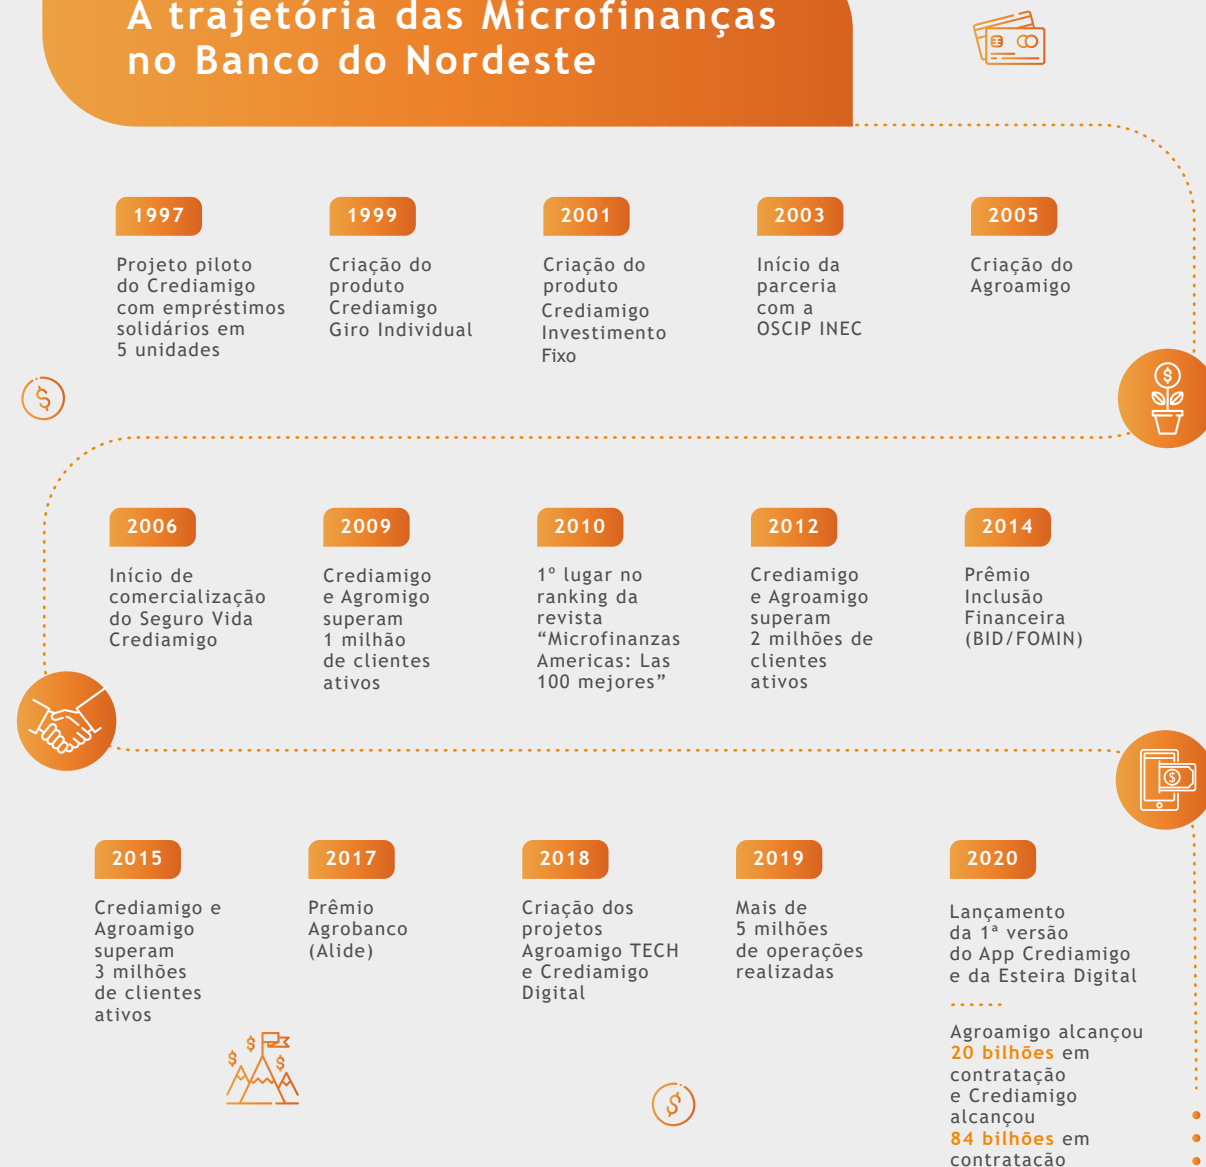 A trajetória das Microfinanças
no Banco do Nordeste
1997
Projeto piloto
do Crediamigo
com empréstimos
solidários em
5 unidades
1999
Criação do
produto
Crediamigo
Giro Individual
2001
Criação do
produto
Crediamigo
Investimento
Fixo
2003
Início da
parceria
com a
OSCIP INEC
2005
Criação do
Agroamigo
2006
Início de
comercialização
do Seguro Vida
Crediamigo
2009
Crediamigo
e Agromigo
superam
1 milhão
de clientes
ativos
2010
1º lugar no
ranking da
revista
“Microfinanzas
Americas: Las
100 mejores”
2012
Crediamigo
e Agroamigo
superam
2 milhões de
clientes
ativos
2014
Prêmio
Inclusão
Financeira
(BID/FOMIN)
2015
Crediamigo e
Agroamigo
superam
3 milhões
de clientes
ativos
2017
Prêmio
Agrobanco
(Alide)
2018
Criação dos
projetos
Agroamigo TECH
e Crediamigo
Digital
2019
Mais de
5 milhões
de operações
realizadas
2020
Lançamento
da 1ª versão
do App Crediamigo
e da Esteira Digital
Agroamigo alcançou
20 bilhões em
contratação
e Crediamigo
alcançou
84 bilhões em
contratação